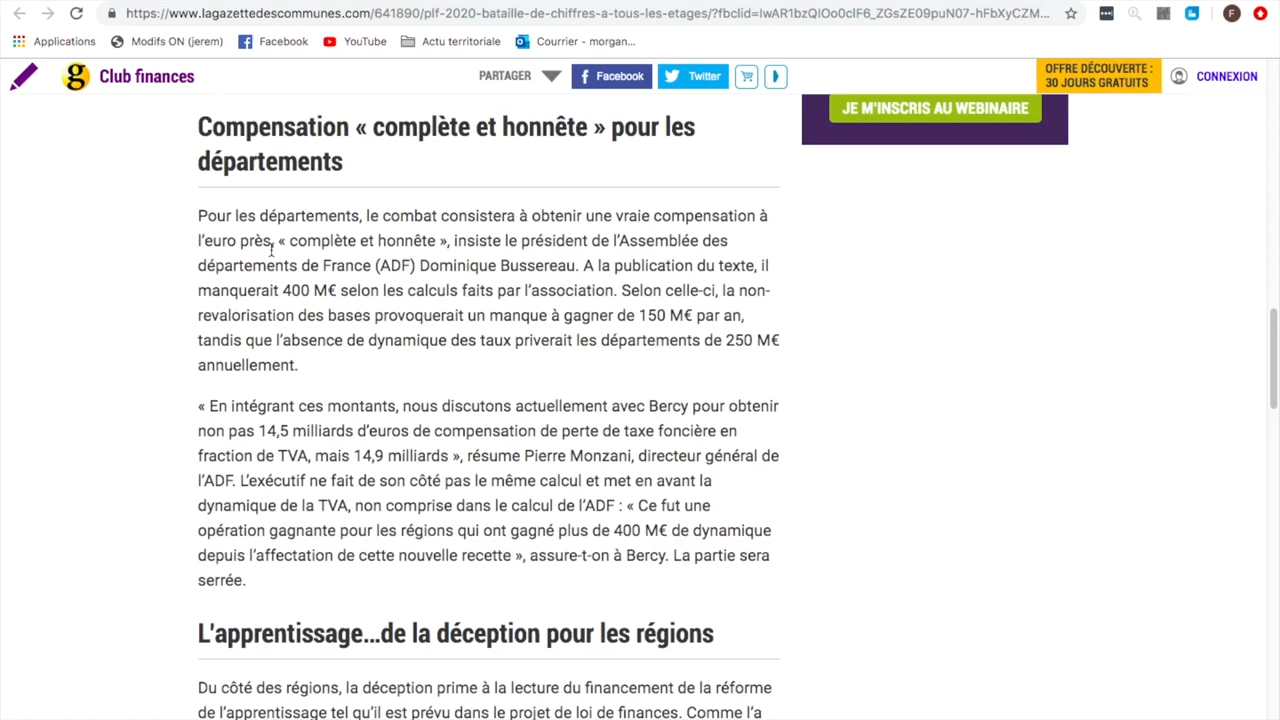 https://www.lagazettedescommunes.com/641890/plf-2020-bataille-de-chiffres-a-tous-les-etages/?fbclid=IwAR1bzQIOo0cIF6_ZGsZE09puN07-hFbXyCZM...
F
Applications
Modifs ON (jerem)
Facebook
YouTube
Actu territoriale
Courrier - morgan...
g
Club finances
PARTAGER
Facebook
Twitter
OFFRE DÉCOUVERTE :
30 JOURS GRATUITS
CONNEXION
JE M'INSCRIS AU WEBINAIRE
Compensation « complète et honnête » pour les
départements
Pour les départements, le combat consistera à obtenir une vraie compensation à
l'euro près, « complète et honnête », insiste le président de l'Assemblée des
départements de France (ADF) Dominique Bussereau. A la publication du texte, il
manquerait 400 M€ selon les calculs faits par l'association. Selon celle-ci, la non-
revalorisation des bases provoquerait un manque à gagner de 150 M€ par an,
tandis que l'absence de dynamique des taux priverait les départements de 250 M€
annuellement.
« En intégrant ces montants, nous discutons actuellement avec Bercy pour obtenir
non pas 14,5 milliards d'euros de compensation de perte de taxe foncière en
fraction de TVA, mais 14,9 milliards », résume Pierre Monzani, directeur général de
l'ADF. L'exécutif ne fait de son côté pas le même calcul et met en avant la
dynamique de la TVA, non comprise dans le calcul de l'ADF : « Ce fut une
opération gagnante pour les régions qui ont gagné plus de 400 M€ de dynamique
depuis l'affectation de cette nouvelle recette », assure-t-on à Bercy. La partie sera
serrée.
L'apprentissage...de la déception pour les régions
Du côté des régions, la déception prime à la lecture du financement de la réforme
de l'apprentissage tel qu'il est prévu dans le projet de loi de finances. Comme l'a